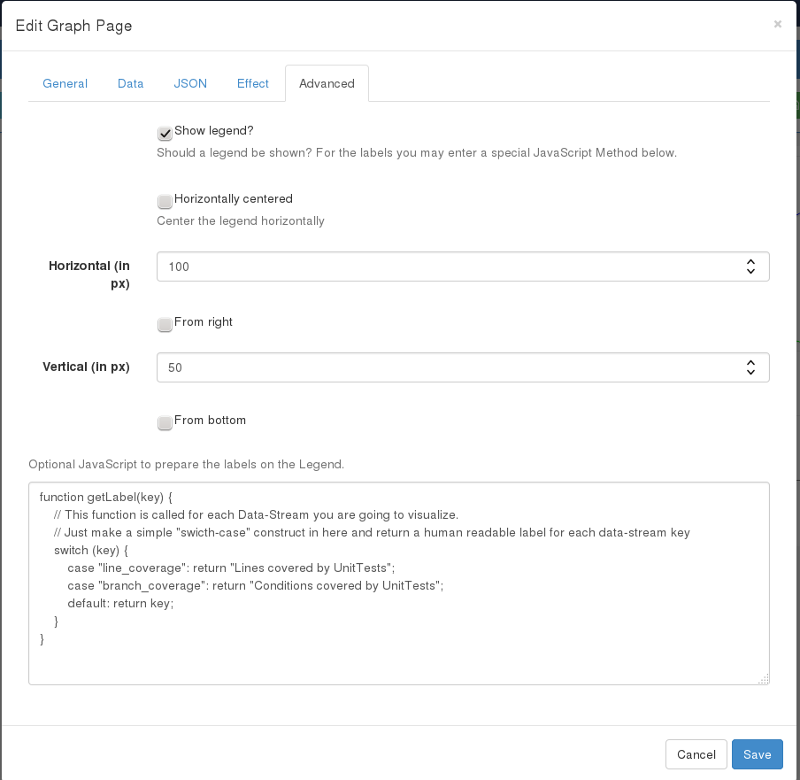 Edit Graph Page ×
General Data JSON Effect Advanced
Show legend?
Should a legend be shown? For the labels you may enter a special JavaScript Method below.
Horizontally centered
Center the legend horizontally
Horizontal (in
px)
100
From right
Vertical (in px)
50
From bottom
Optional JavaScript to prepare the labels on the Legend.
function getLabel(key) {
// This function is called for each Data-Stream you are going to visualize.
// Just make a simple "swicth-case" construct in here and return a human readable label for each data-stream key
switch (key) {
case "line_coverage": return "Lines covered by UnitTests";
case "branch_coverage": return "Conditions covered by UnitTests";
default: return key;
}
}
Cancel Save